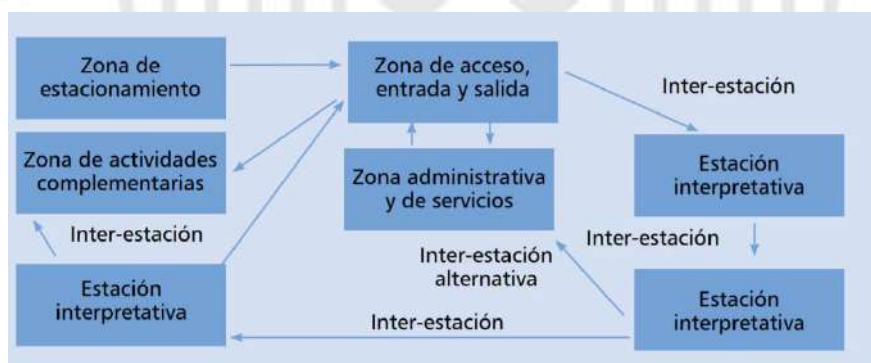 Zona de
estacionamiento
Zona de acceso,
entrada y salida
Inter-estación
Zona de actividades
complementarias
Zona administrativa
y de servicios
Estación
interpretativa
Inter-estación
Inter-estación
alternativa
Inter-estación
Estación
interpretativa
Inter-estación
Estación
interpretativa